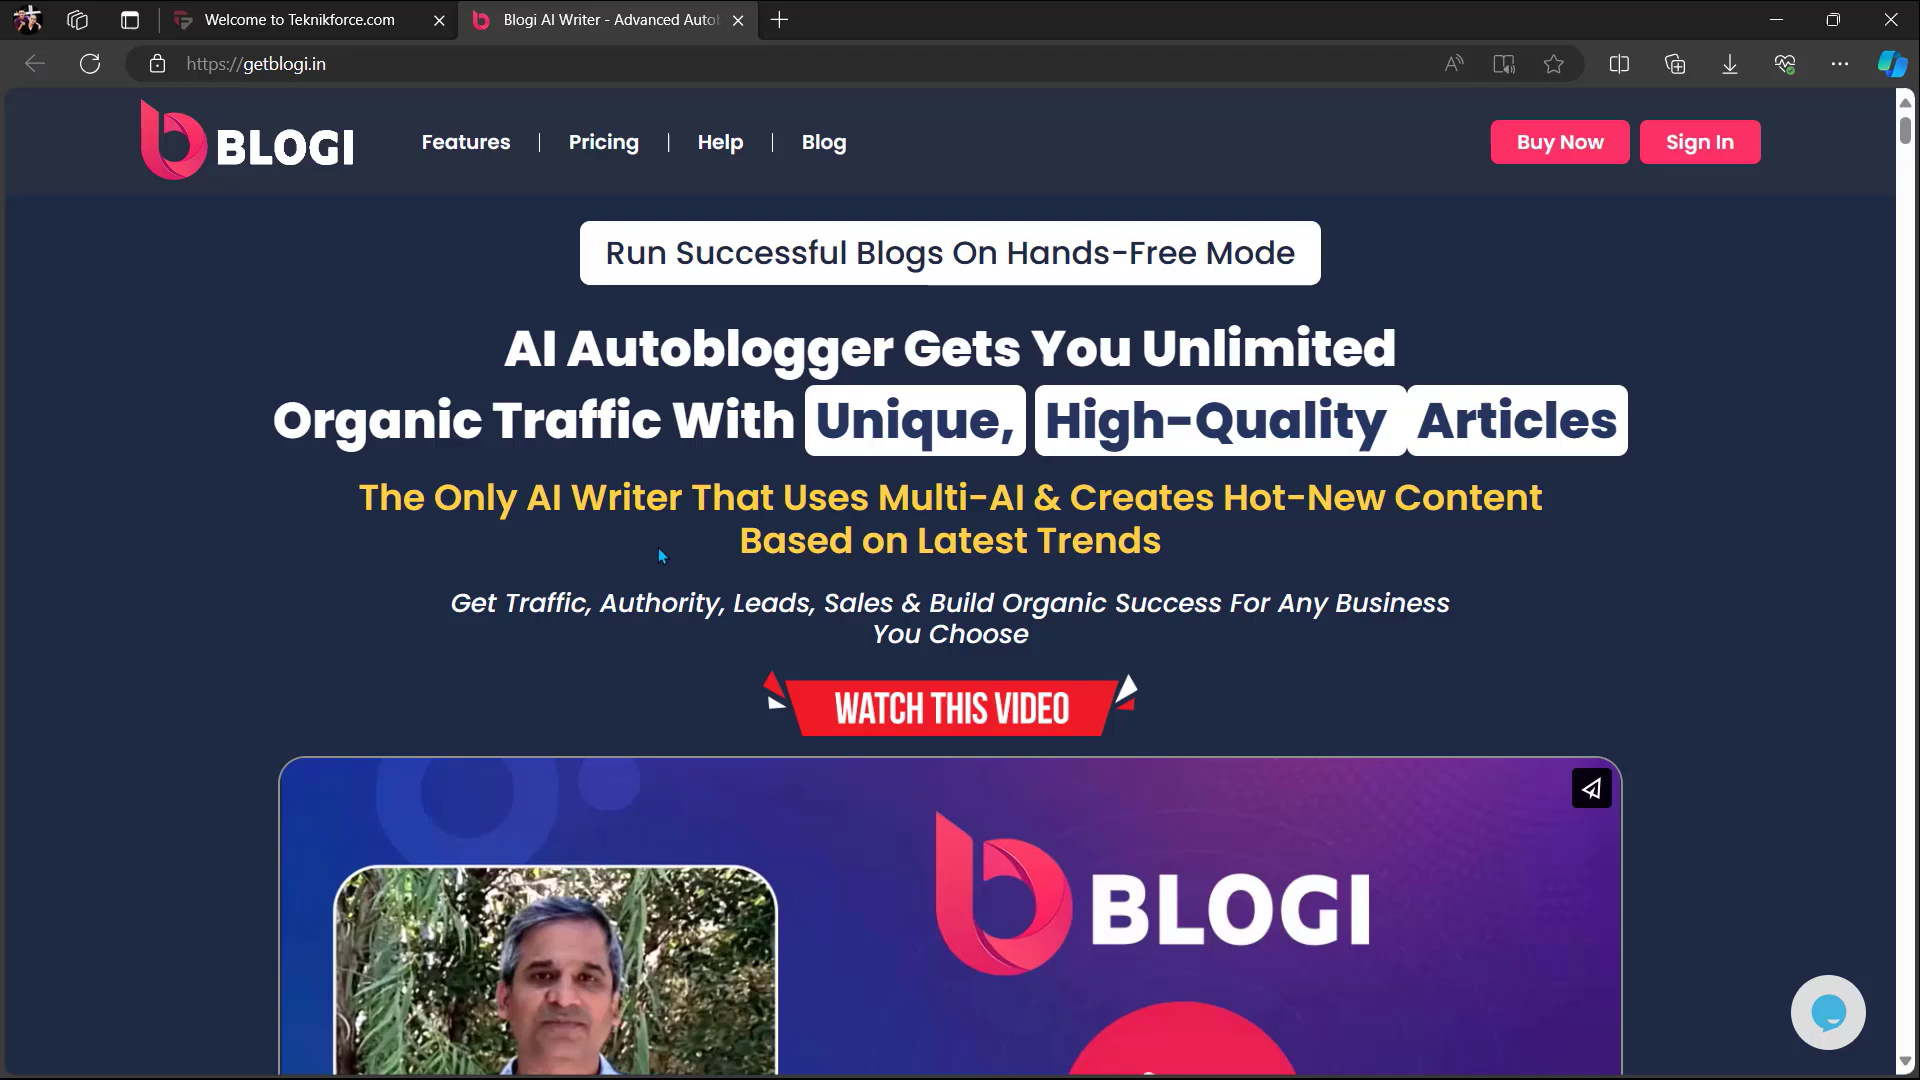 Welcome to Teknikforce.com
Blogi AI Writer - Advanced Auto
https://getblogi.in
BLOGI
Features | Pricing | Help | Blog
Buy Now
Sign In
Run Successful Blogs On Hands-Free Mode
AI Autoblogger Gets You Unlimited
Organic Traffic With Unique, High-Quality Articles
The Only AI Writer That Uses Multi-AI & Creates Hot-New Content
Based on Latest Trends
Get Traffic, Authority, Leads, Sales & Build Organic Success For Any Business
You Choose
WATCH THIS VIDEO
BLOGI